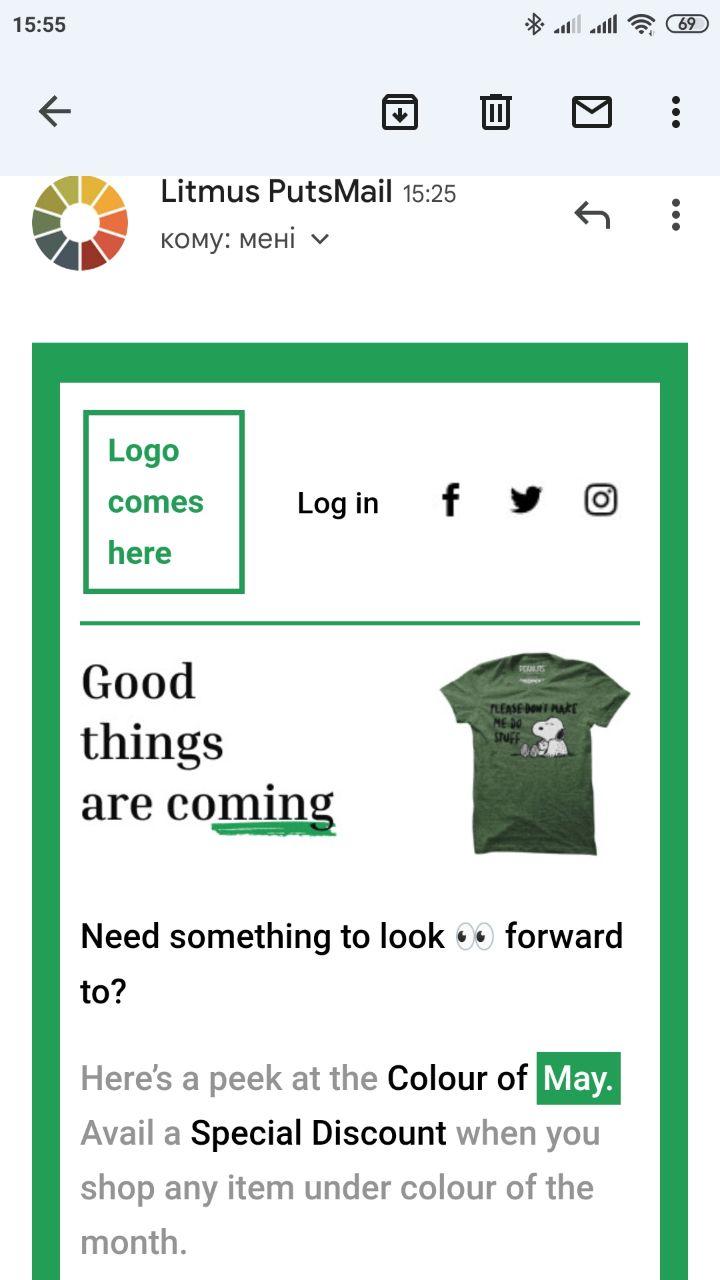 15:55
69
Litmus PutsMail 15:25
кому: мені
Logo
comes
here
Log in
Good
things
are coming
PEANUTS
PLEASE DON'T MAKE
ME DO
STUFF
Need something to look 👀 forward
to?
Here’s a peek at the Colour of May.
Avail a Special Discount when you
shop any item under colour of the
month.